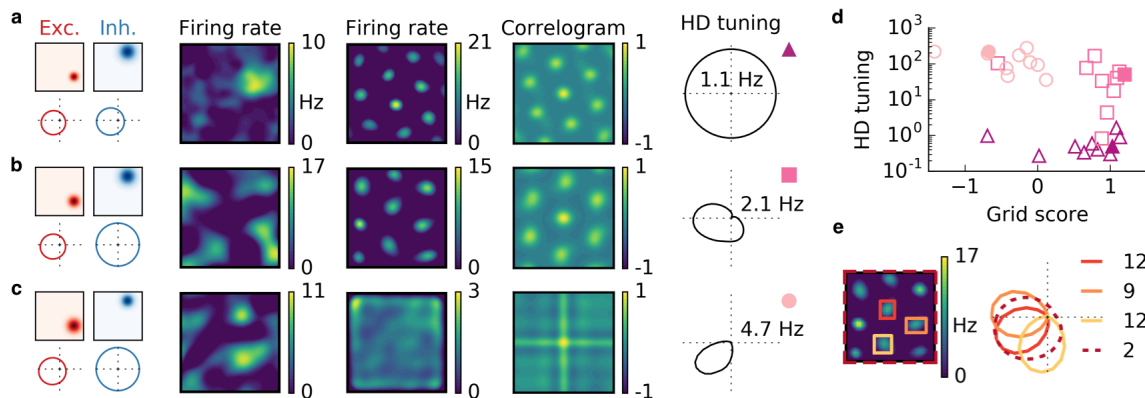 a Exc. Inh. Firing rate Firing rate Correlogram HD tuning
10 Hz 0 21 Hz 0 1 -1 1.1 Hz
b 17 0 15 0 1 -1 2.1 Hz
c 11 0 3 0 1 -1 4.7 Hz
d
HD tuning
10³
10²
10¹
10⁰
10⁻¹
−1 0 1
Grid score
e
17 Hz 0
12
9
12
2